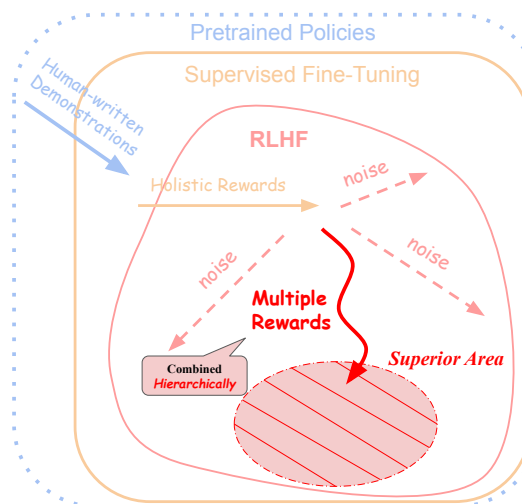 Pretrained Policies
Supervised Fine-Tuning
Human-written
Demonstrations
RLHF
Holistic Rewards
noise
noise
noise
Multiple
Rewards
Combined
Hierarchically
Superior Area